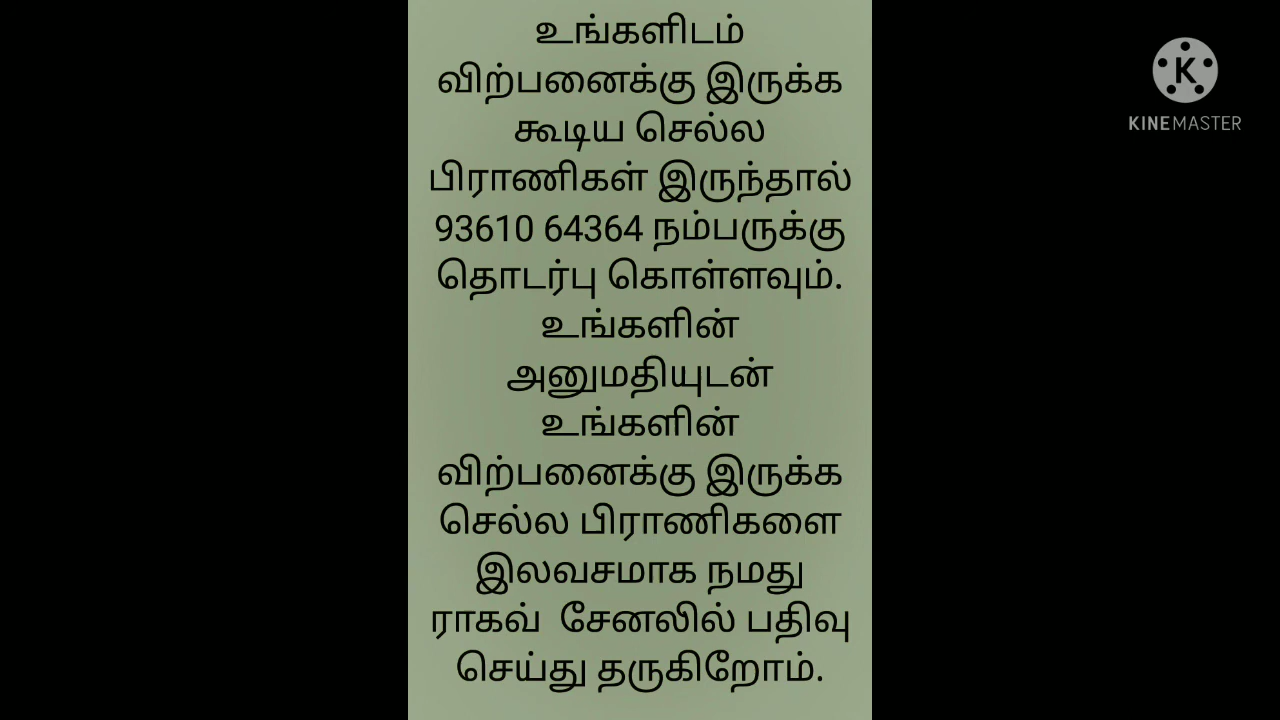 உங்களிடம்
விற்பனைக்கு இருக்க
கூடிய செல்ல
பிராணிகள் இருந்தால்
93610 64364 நம்பருக்கு
தொடர்பு கொள்ளவும்.
உங்களின்
அனுமதியுடன்
உங்களின்
விற்பனைக்கு இருக்க
செல்ல பிராணிகளை
இலவசமாக நமது
ராகவ் சேனலில் பதிவு
செய்து தருகிறோம்.
K
KINEMASTER